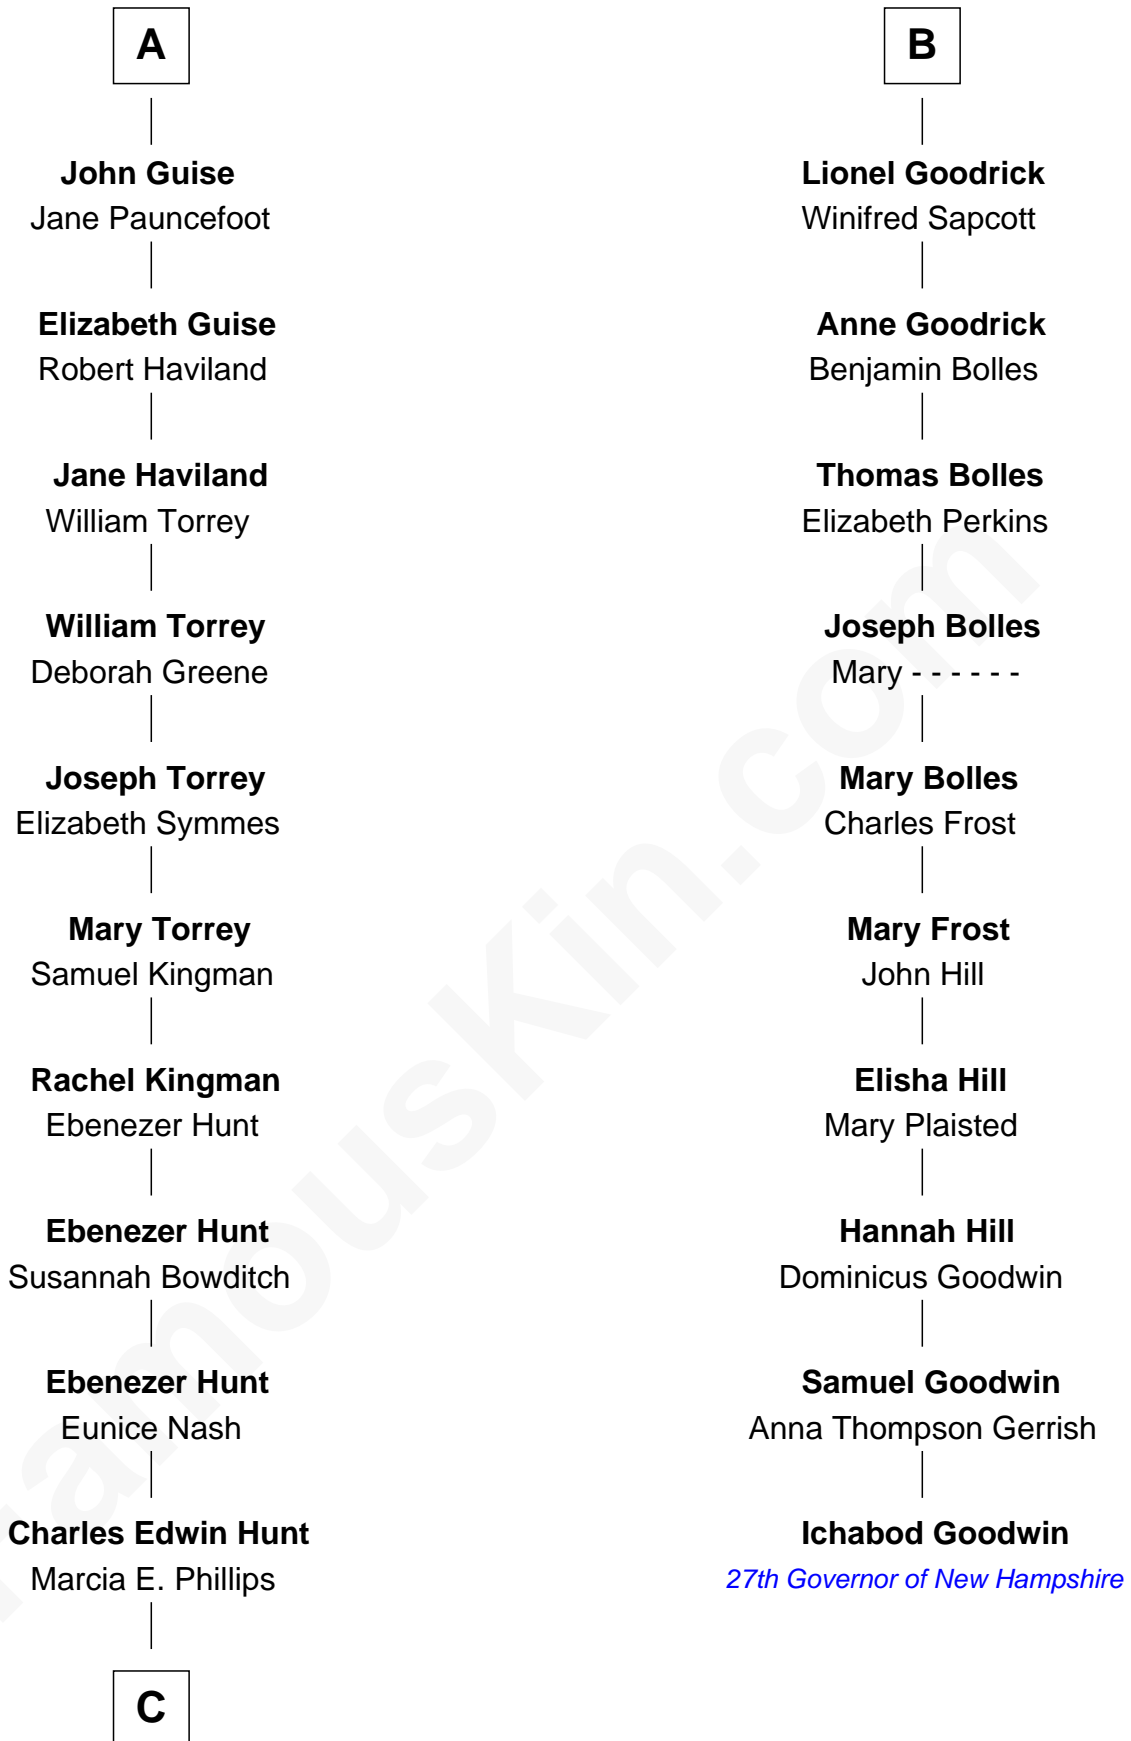 A
John Guise
Jane Pauncefoot
Elizabeth Guise
Robert Haviland
Jane Haviland
William Torrey
William Torrey
Deborah Greene
Joseph Torrey
Elizabeth Symmes
Mary Torrey
Samuel Kingman
Rachel Kingman
Ebenezer Hunt
Ebenezer Hunt
Susannah Bowditch
Ebenezer Hunt
Eunice Nash
Charles Edwin Hunt
Marcia E. Phillips
C
B
Lionel Goodrick
Winifred Sapcott
Anne Goodrick
Benjamin Bolles
Thomas Bolles
Elizabeth Perkins
Joseph Bolles
Mary - - - - - -
Mary Bolles
Charles Frost
Mary Frost
John Hill
Elisha Hill
Mary Plaisted
Hannah Hill
Dominicus Goodwin
Samuel Goodwin
Anna Thompson Gerrish
Ichabod Goodwin
27th Governor of New Hampshire
FamousKin.com